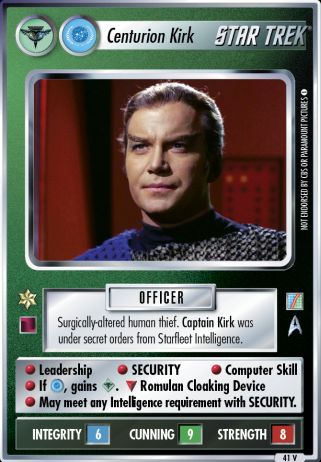 Centurion Kirk STAR TREK
NOT ENDORSED BY CBS OR PARAMOUNT PICTURES
OFFICER
Surgically-altered human thief. Captain Kirk was
under secret orders from Starfleet Intelligence.
• Leadership • SECURITY • Computer Skill
• If , gains . ▼ Romulan Cloaking Device
• May meet any Intelligence requirement with SECURITY.
INTEGRITY 6 CUNNING 9 STRENGTH 8
41 V